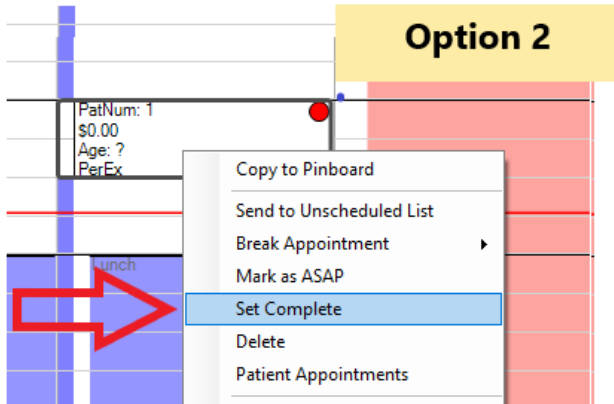 Option 2
PatNum: 1
$0.00
Age: ?
PerEx
Copy to Pinboard
Send to Unscheduled List
Break Appointment
Mark as ASAP
Lunch
Set Complete
Delete
Patient Appointments